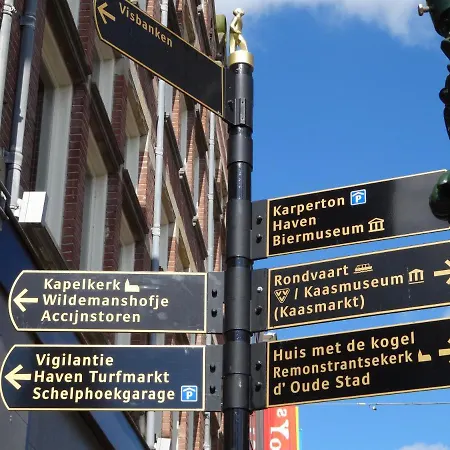 Visbanken
Karperton P
Haven
Biermuseum
Rondvaart
VVV / Kaasmuseum
(Kaasmarkt)
Huis met de kogel
Remonstrantsekerk
d' Oude Stad
Kapelkerk
Wildemanshofje
Accijnstoren
Vigilantie
Haven Turfmarkt
Schelphoekgarage P